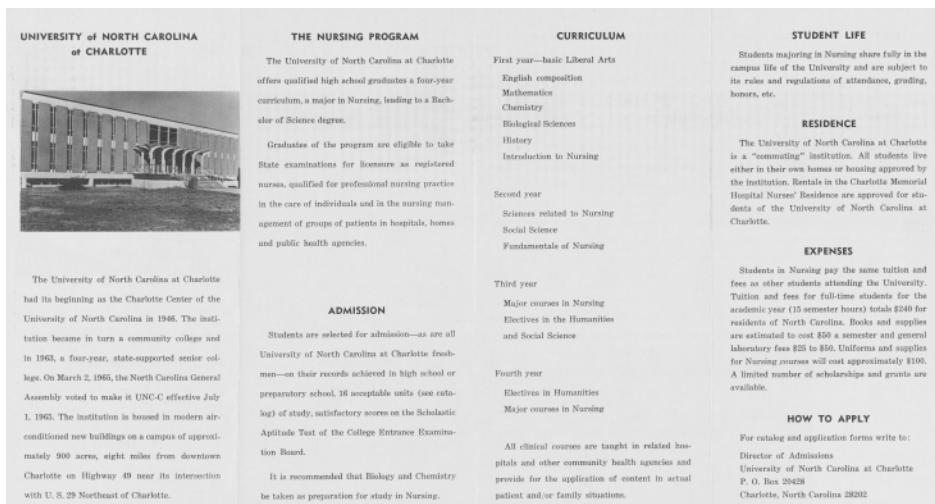 UNIVERSITY of NORTH CAROLINA
at CHARLOTTE
The University of North Carolina at Charlotte
had its beginning as the Charlotte Center of the
University of North Carolina in 1946. The insti-
tution became in turn a community college and
in 1963, a four-year, state-supported senior col-
lege. On March 2, 1965, the North Carolina General
Assembly voted to make it UNC-C effective July
1, 1965. The institution is housed in modern air-
conditioned new buildings on a campus of approxi-
mately 900 acres, eight miles from downtown
Charlotte on Highway 49 near its intersection
with U. S. 29 Northeast of Charlotte.
THE NURSING PROGRAM
The University of North Carolina at Charlotte
offers qualified high school graduates a four-year
curriculum, a major in Nursing, leading to a Bach-
elor of Science degree.
Graduates of the program are eligible to take
State examinations for licensure as registered
nurses, qualified for professional nursing practice
in the care of individuals and in the nursing man-
agement of groups of patients in hospitals, homes
and public health agencies.
ADMISSION
Students are selected for admission—as are all
University of North Carolina at Charlotte fresh-
men—on their records achieved in high school or
preparatory school, 16 acceptable units (see cata-
log) of study, satisfactory scores on the Scholastic
Aptitude Test of the College Entrance Examina-
tion Board.
It is recommended that Biology and Chemistry
be taken as preparation for study in Nursing.
CURRICULUM
First year—basic Liberal Arts
English composition
Mathematics
Chemistry
Biological Sciences
History
Introduction to Nursing
Second year
Sciences related to Nursing
Social Science
Fundamentals of Nursing
Third year
Major courses in Nursing
Electives in the Humanities
and Social Science
Fourth year
Electives in Humanities
Major courses in Nursing
All clinical courses are taught in related hos-
pitals and other community health agencies and
provide for the application of content in actual
patient and/or family situations.
STUDENT LIFE
Students majoring in Nursing share fully in the
campus life of the University and are subject to
its rules and regulations of attendance, grading,
honors, etc.
RESIDENCE
The University of North Carolina at Charlotte
is a "commuting" institution. All students live
either in their own homes or housing approved by
the institution. Rentals in the Charlotte Memorial
Hospital Nurses' Residence are approved for stu-
dents of the University of North Carolina at
Charlotte.
EXPENSES
Students in Nursing pay the same tuition and
fees as other students attending the University.
Tuition and fees for full-time students for the
academic year (15 semester hours) totals $240 for
residents of North Carolina. Books and supplies
are estimated to cost $50 a semester and general
laboratory fees $25 to $50. Uniforms and supplies
for Nursing courses will cost approximately $100.
A limited number of scholarships and grants are
available.
HOW TO APPLY
For catalog and application forms write to:
Director of Admissions
University of North Carolina at Charlotte
P. O. Box 20428
Charlotte, North Carolina 28202